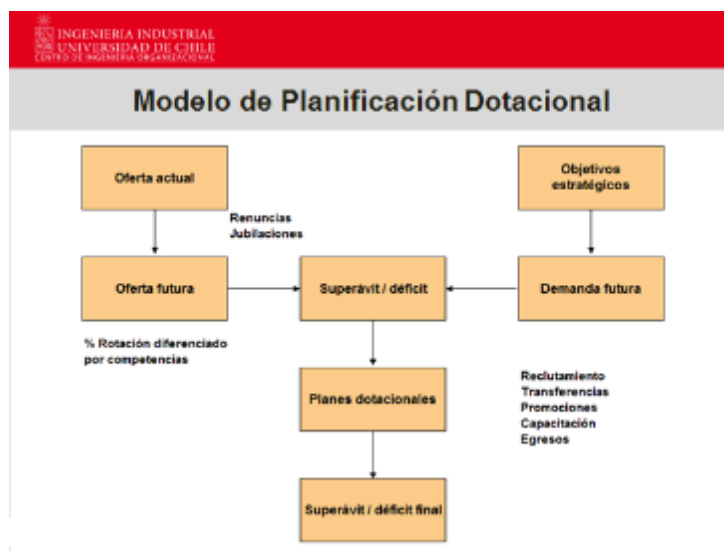 INGENIERIA INDUSTRIAL
UNIVERSIDAD DE CHILE
CENTRO DE INGENIERIA ORGANIZACIONAL
Modelo de Planificación Dotacional
Oferta actual
Objetivos
estratégicos
Renuncias
Jubilaciones
Oferta futura
Superávit / déficit
Demanda futura
% Rotación diferenciado
por competencias
Planes dotacionales
Reclutamiento
Transferencias
Promociones
Capacitación
Egresos
Superávit / déficit final